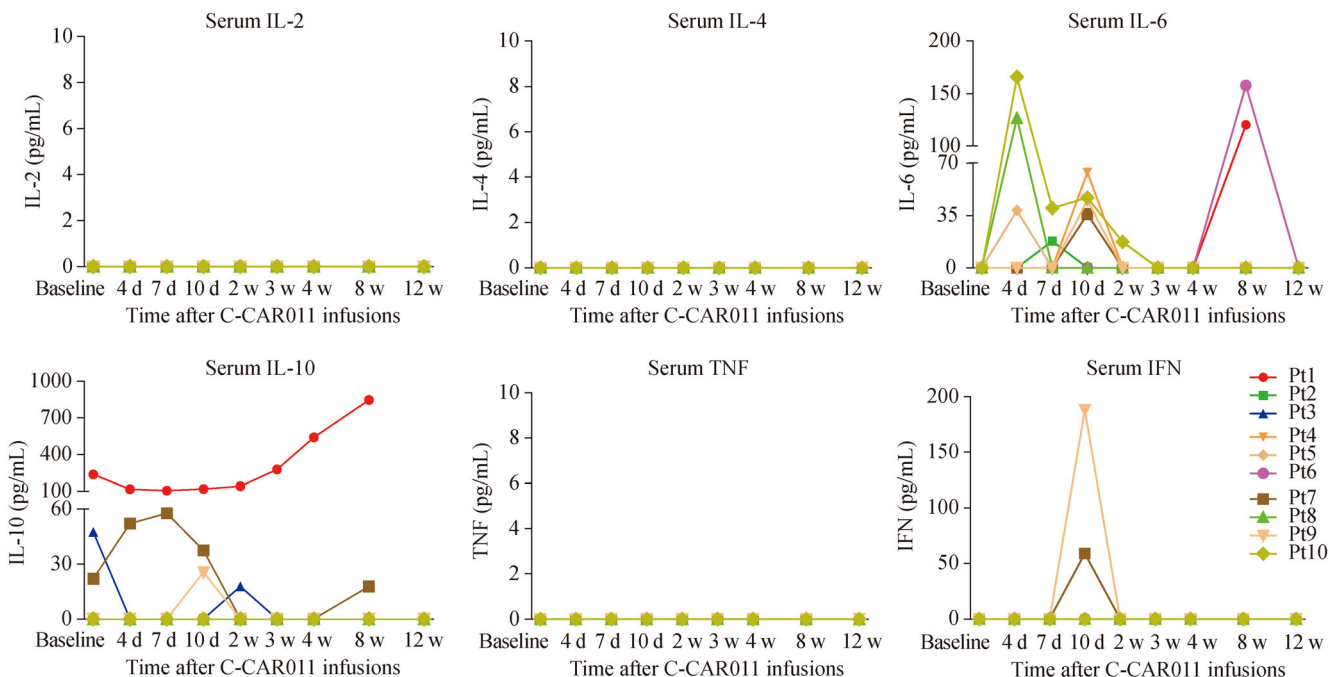 Serum IL-2
10
8
6
4
2
0
IL-2 (pg/mL)
Baseline 4 d 7 d 10 d 2 w 3 w 4 w 8 w 12 w
Time after C-CAR011 infusions
Serum IL-4
10
8
6
4
2
0
IL-4 (pg/mL)
Baseline 4 d 7 d 10 d 2 w 3 w 4 w 8 w 12 w
Time after C-CAR011 infusions
Serum IL-6
200
150
100
70
35
0
IL-6 (pg/mL)
Baseline 4 d 7 d 10 d 2 w 3 w 4 w 8 w 12 w
Time after C-CAR011 infusions
Serum IL-10
1000
700
400
100
60
30
0
IL-10 (pg/mL)
Baseline 4 d 7 d 10 d 2 w 3 w 4 w 8 w 12 w
Time after C-CAR011 infusions
Serum TNF
10
8
6
4
2
0
TNF (pg/mL)
Baseline 4 d 7 d 10 d 2 w 3 w 4 w 8 w 12 w
Time after C-CAR011 infusions
Serum IFN
200
150
100
50
0
IFN (pg/mL)
Baseline 4 d 7 d 10 d 2 w 3 w 4 w 8 w 12 w
Time after C-CAR011 infusions
Pt1
Pt2
Pt3
Pt4
Pt5
Pt6
Pt7
Pt8
Pt9
Pt10